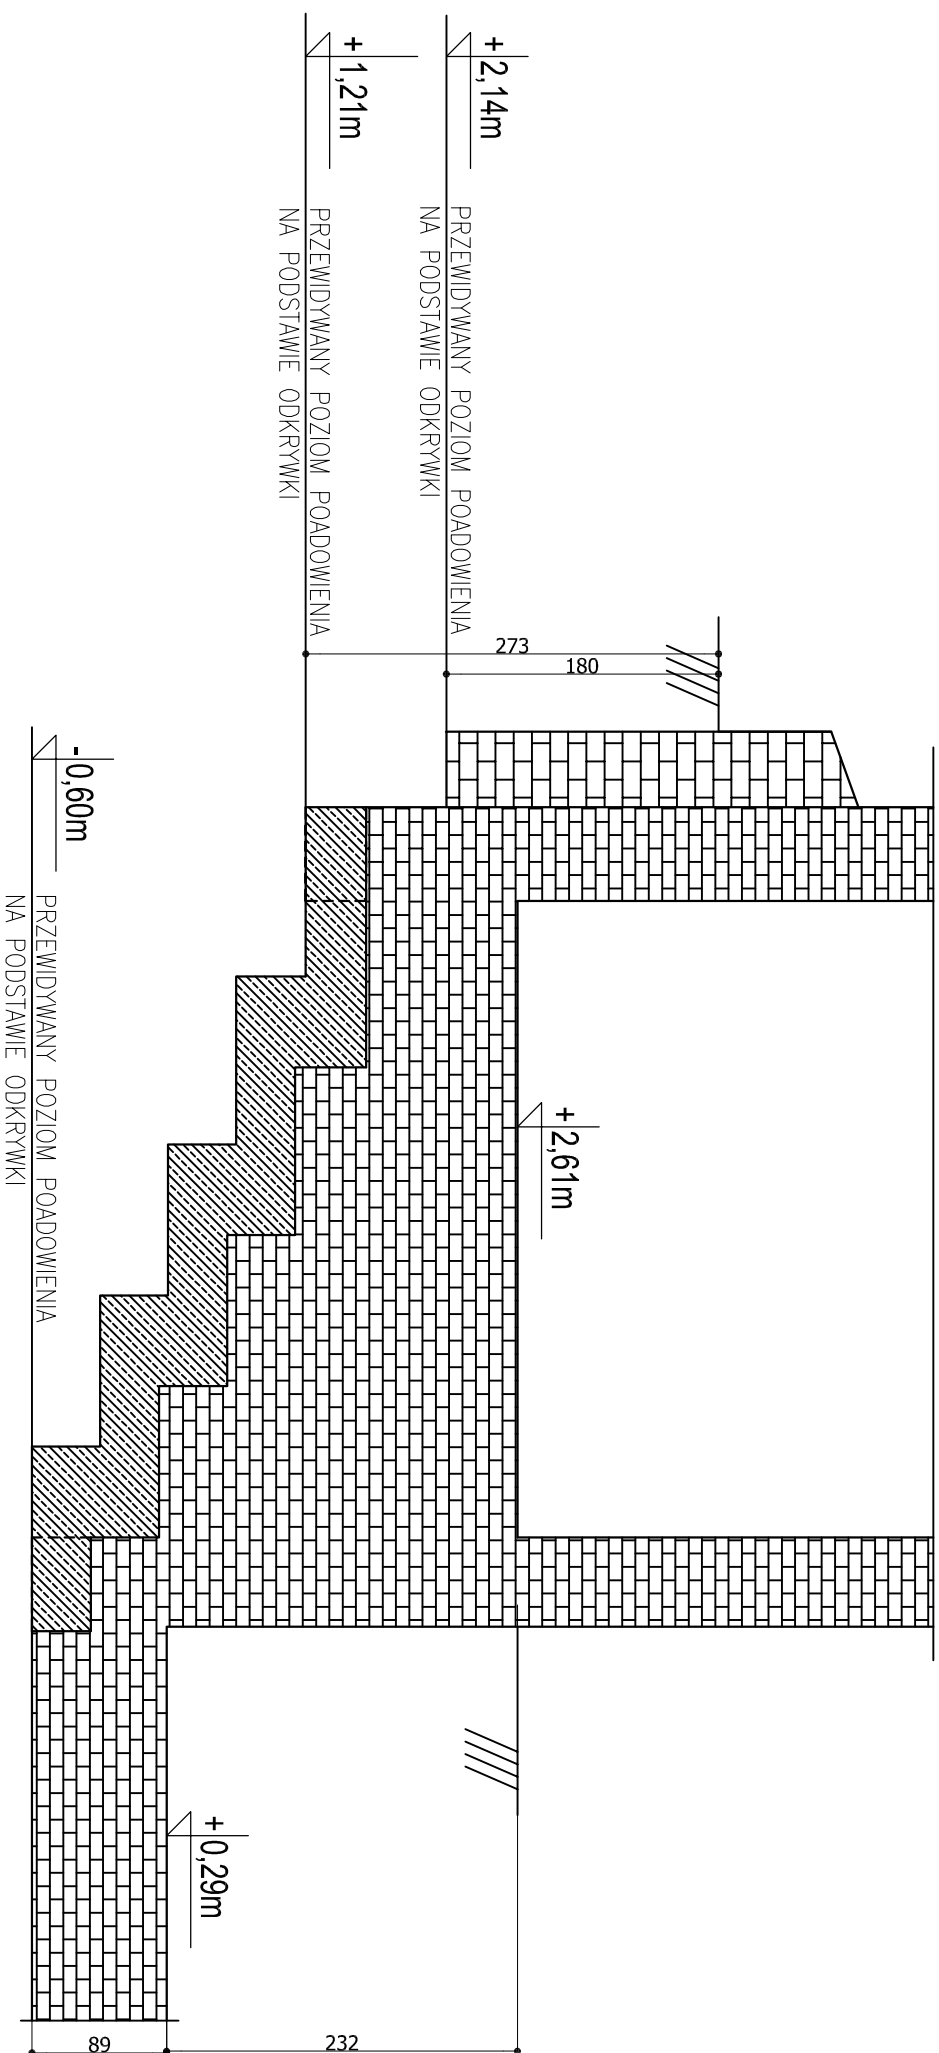 +2,14m
PRZEWIDYWANY POZIOM POADOWIENIA
NA PODSTAWIE ODKRYWKI
+1,21m
PRZEWIDYWANY POZIOM POADOWIENIA
NA PODSTAWIE ODKRYWKI
273
180
+2,61m
-0,60m
PRZEWIDYWANY POZIOM POADOWIENIA
NA PODSTAWIE ODKRYWKI
+0,29m
232
89